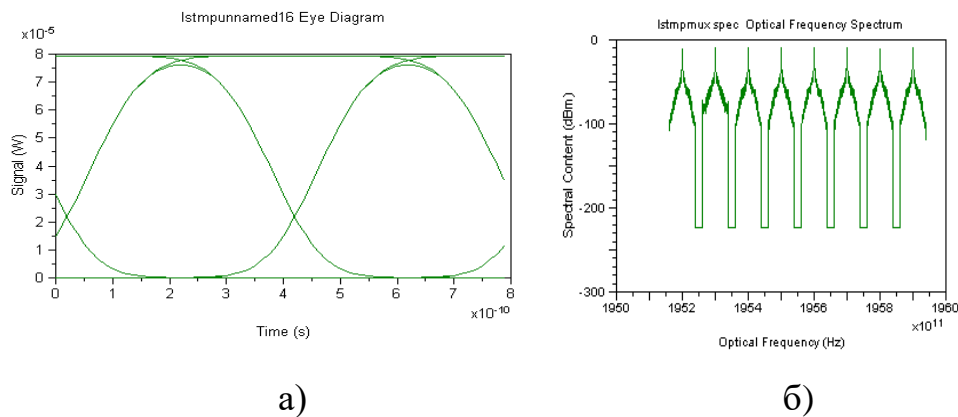 lstmpunnamed16 Eye Diagram
x10-5
8
7
6
5
4
3
2
1
0
Signal (W)
0 1 2 3 4 5 6 7 8
x10-10
Time (s)
а)
lstmpmux spec Optical Frequency Spectrum
0
-100
-200
-300
Spectral Content (dBm)
1950 1952 1954 1956 1958 1960
x1011
Optical Frequency (Hz)
б)